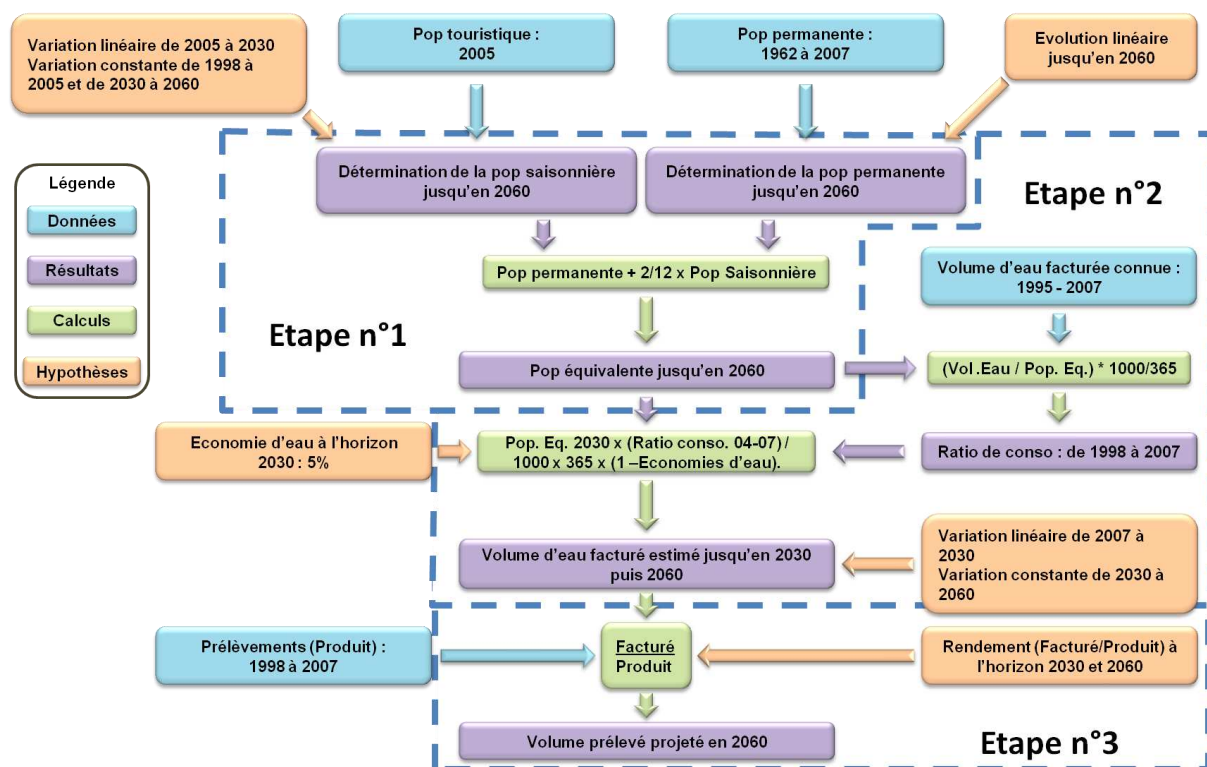 Variation linéaire de 2005 à 2030
Variation constante de 1998 à
2005 et de 2030 à 2060
Pop touristique :
2005
Pop permanente :
1962 à 2007
Evolution linéaire
jusqu'en 2060
Légende
Données
Résultats
Calculs
Hypothèses
Détermination de la pop saisonnière
jusqu'en 2060
Détermination de la pop permanente
jusqu'en 2060
Etape n°2
Pop permanente + 2/12 x Pop Saisonnière
Volume d'eau facturée connue :
1995 - 2007
Etape n°1
Pop équivalente jusqu'en 2060
(Vol .Eau / Pop. Eq.) * 1000/365
Economie d'eau à l'horizon
2030 : 5%
Pop. Eq. 2030 x (Ratio conso. 04-07) /
1000 x 365 x (1 –Economies d'eau).
Ratio de conso : de 1998 à 2007
Volume d'eau facturé estimé jusqu'en 2030
puis 2060
Variation linéaire de 2007 à
2030
Variation constante de 2030 à
2060
Prélèvements (Produit) :
1998 à 2007
Facturé
Produit
Rendement (Facturé/Produit) à
l'horizon 2030 et 2060
Volume prélevé projeté en 2060
Etape n°3